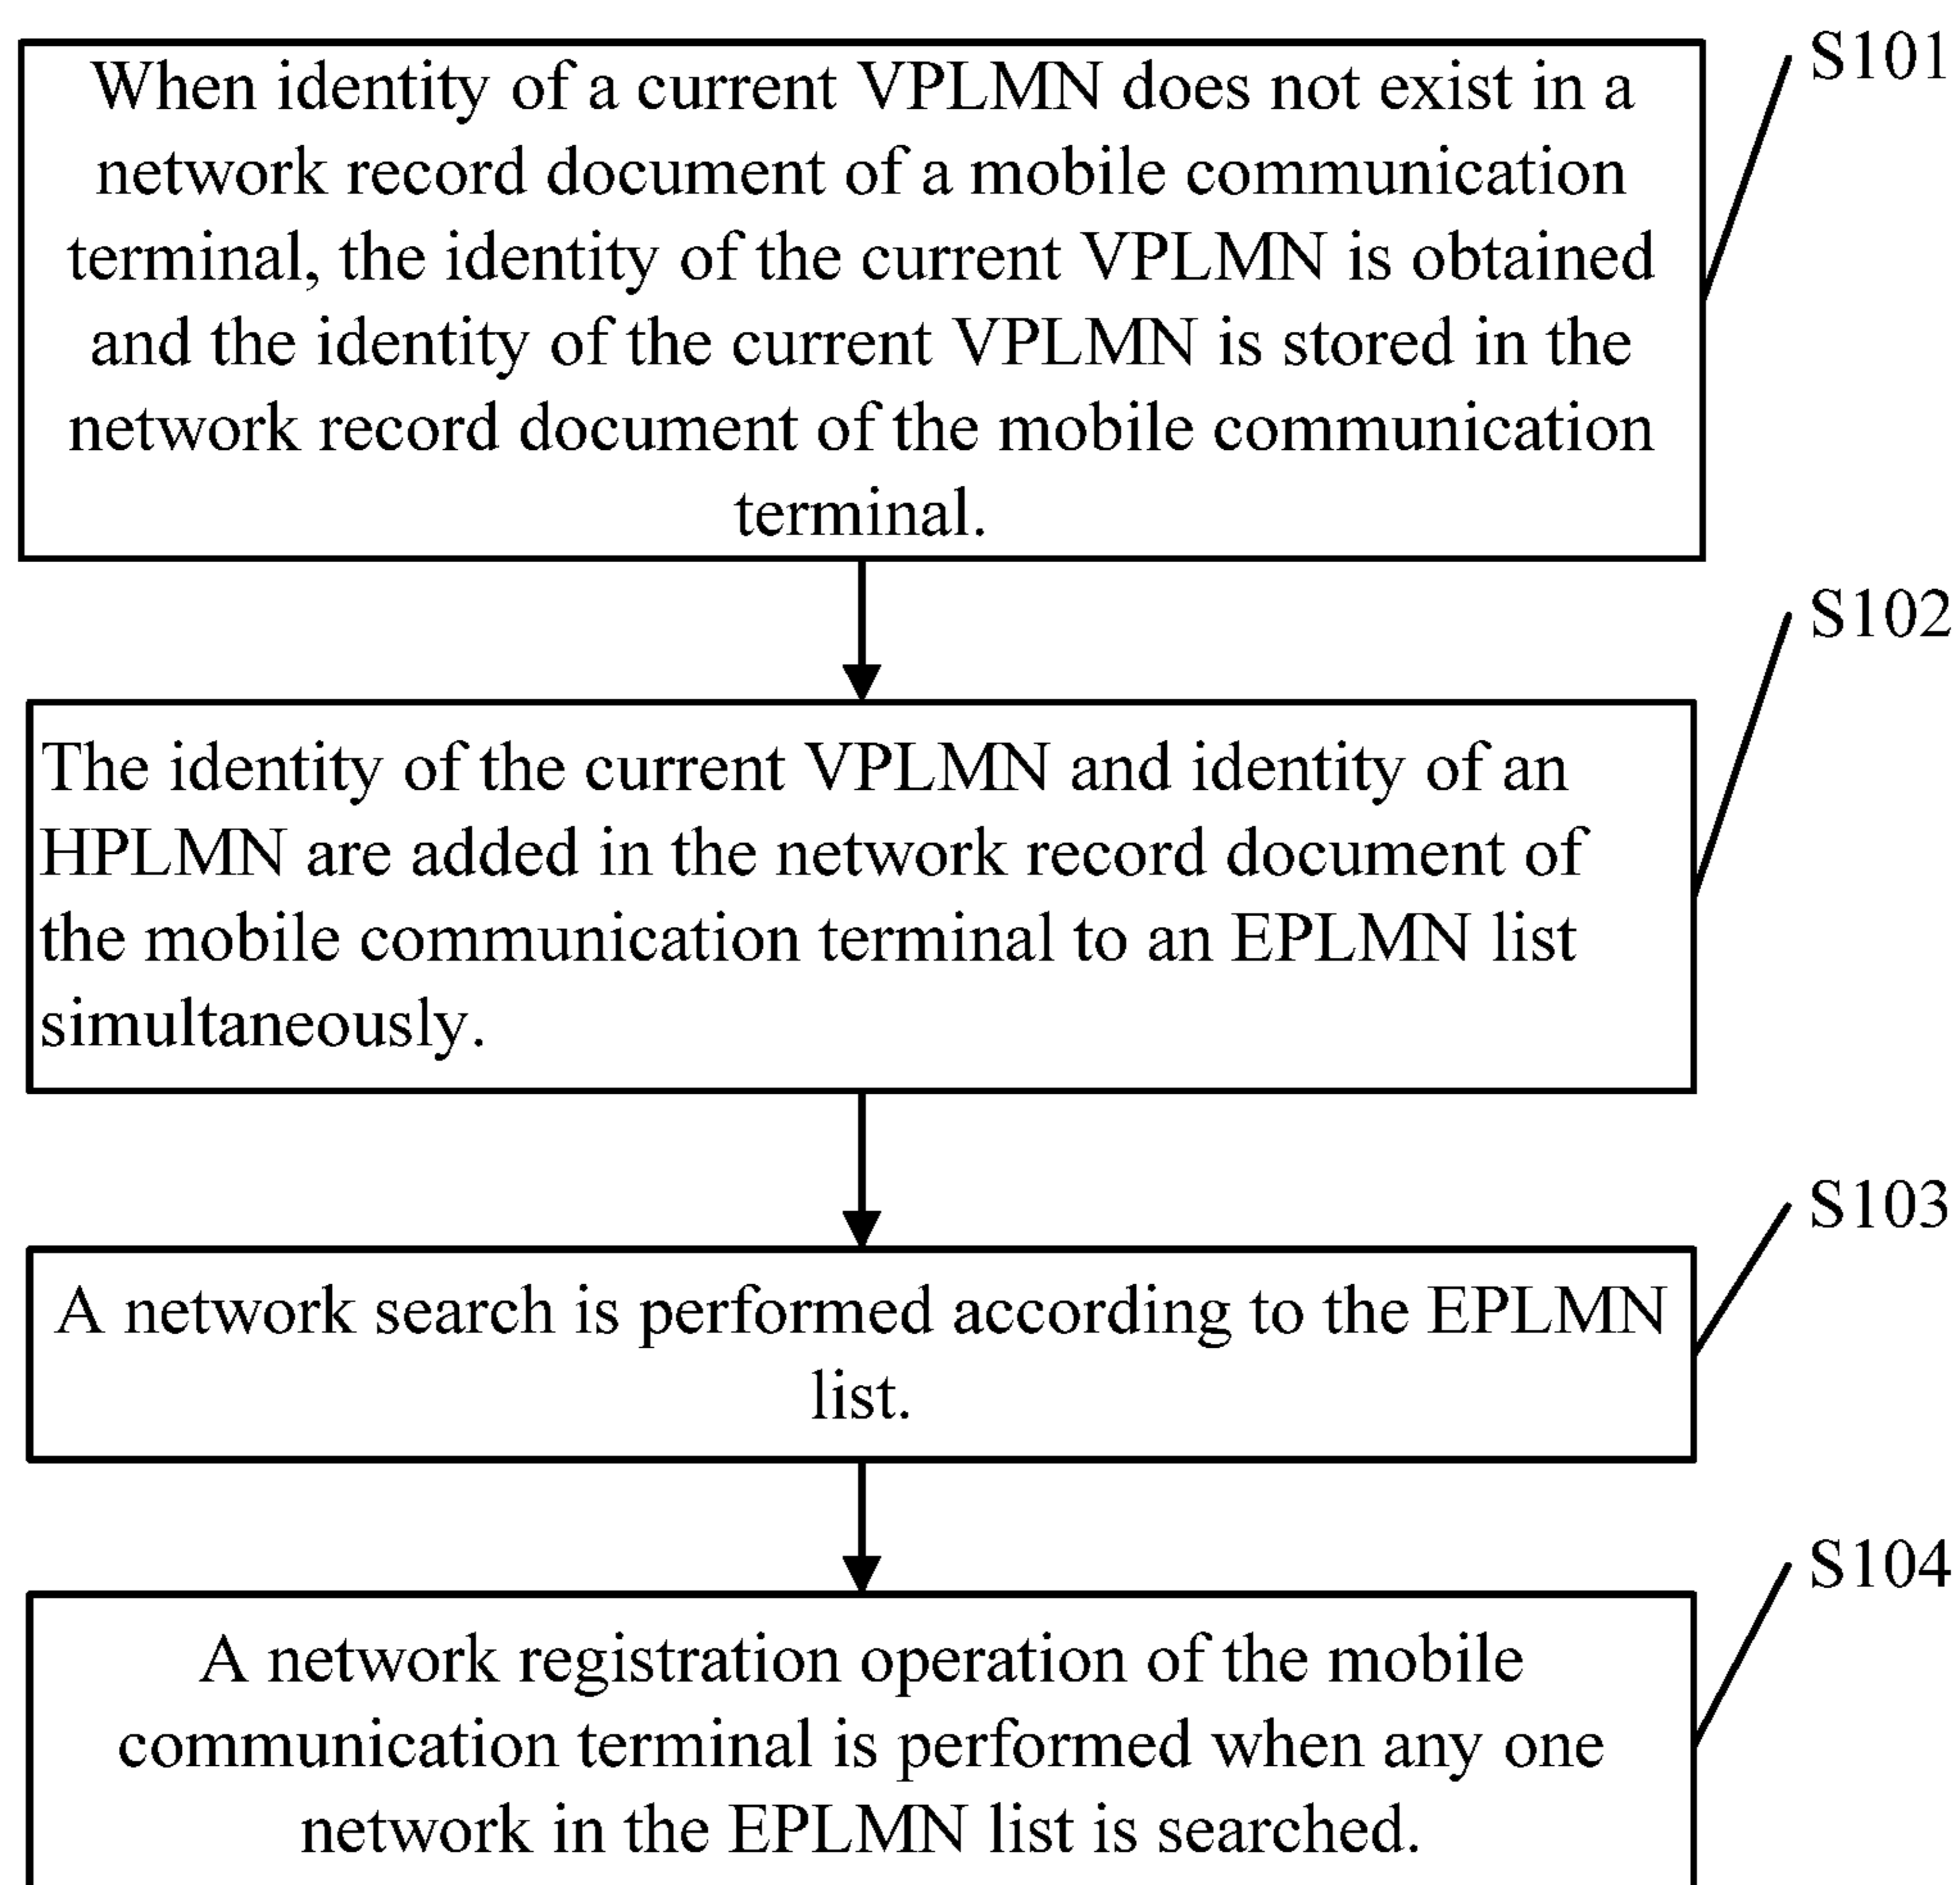 When identity of a current VPLMN does not exist in a
network record document of a mobile communication
terminal, the identity of the current VPLMN is obtained
and the identity of the current VPLMN is stored in the
network record document of the mobile communication
terminal.
S101
The identity of the current VPLMN and identity of an
HPLMN are added in the network record document of
the mobile communication terminal to an EPLMN list
simultaneously.
S102
A network search is performed according to the EPLMN
list.
S103
A network registration operation of the mobile
communication terminal is performed when any one
network in the EPLMN list is searched.
S104